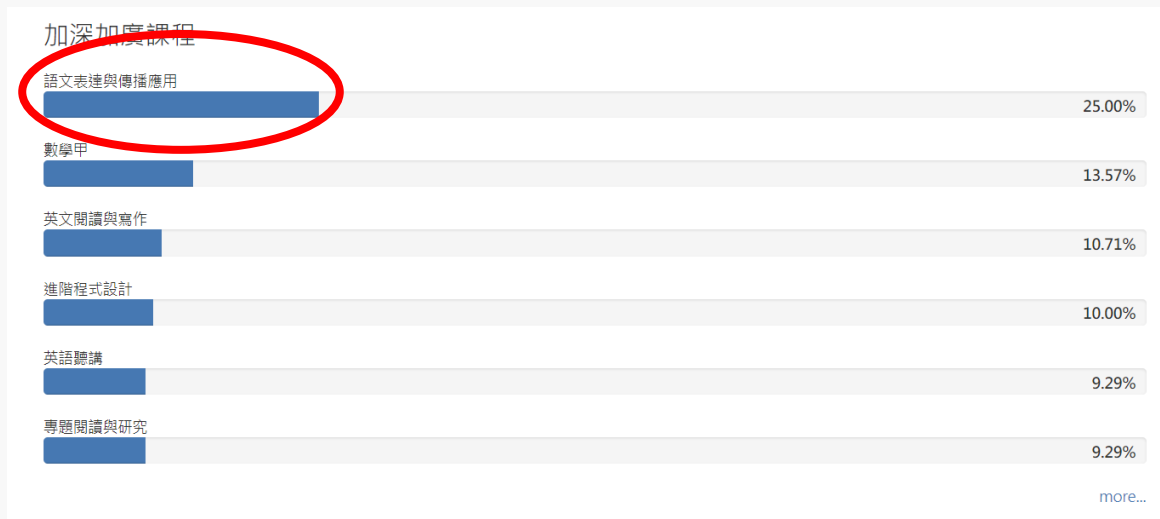 加深加廣課程
語文表達與傳播應用
25.00%
數學甲
13.57%
英文閱讀與寫作
10.71%
進階程式設計
10.00%
英語聽講
9.29%
專題閱讀與研究
9.29%
more...